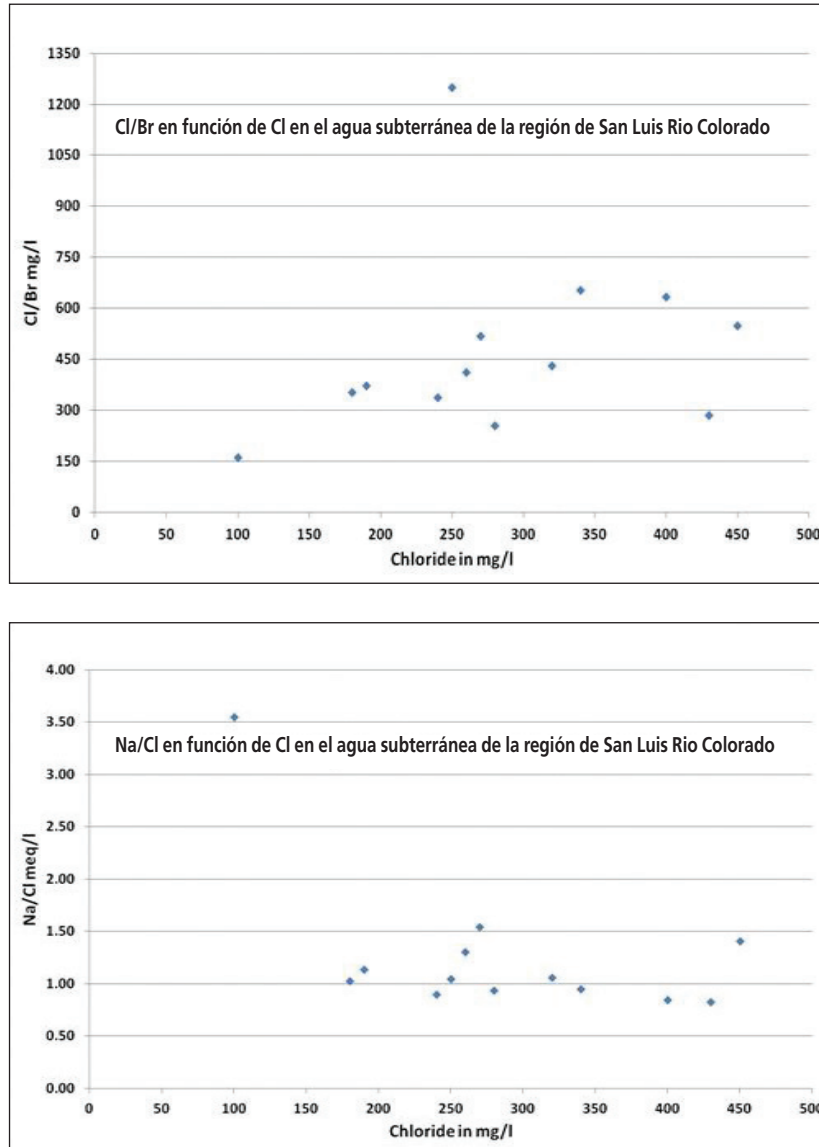 1350
1200
Cl/Br en función de Cl en el agua subterránea de la región de San Luis Rio Colorado
1050
900
750
600
450
300
150
0
Cl/Br mg/l
0 50 100 150 200 250 300 350 400 450 500
Chloride in mg/l
4.00
3.50
Na/Cl en función de Cl en el agua subterránea de la región de San Luis Rio Colorado
3.00
2.50
2.00
1.50
1.00
0.50
0.00
Na/Cl meq/l
0 50 100 150 200 250 300 350 400 450 500
Chloride in mg/l